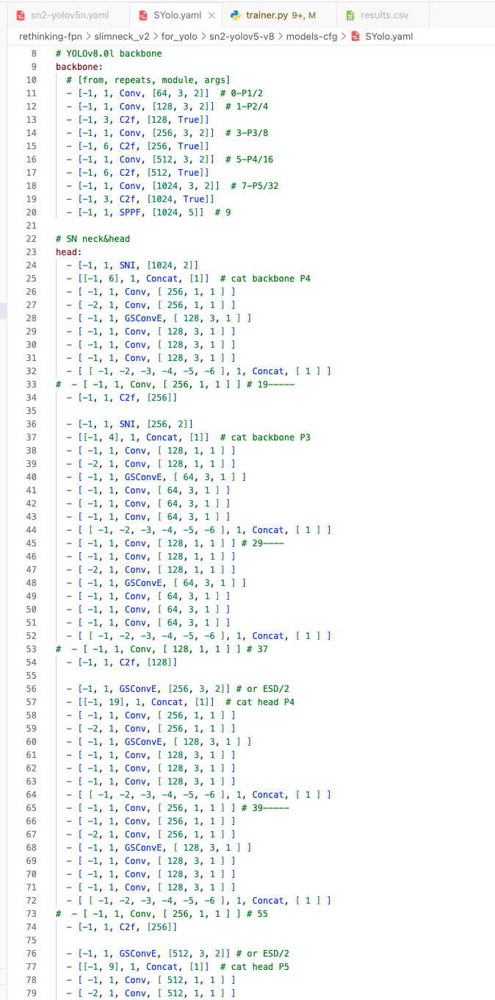 sn2-yolov5n.yaml SYolo.yaml × trainer.py 9+, M results.csv
rethinking-fpn > slimneck_v2 > for_yolo > sn2-yolov5-v8 > models-cfg > SYolo.yaml
8 # YOLOv8.0l backbone
9 backbone:
10 # [from, repeats, module, args]
11 - [-1, 1, Conv, [64, 3, 2]] # 0-P1/2
12 - [-1, 1, Conv, [128, 3, 2]] # 1-P2/4
13 - [-1, 3, C2f, [128, True]]
14 - [-1, 1, Conv, [256, 3, 2]] # 3-P3/8
15 - [-1, 6, C2f, [256, True]]
16 - [-1, 1, Conv, [512, 3, 2]] # 5-P4/16
17 - [-1, 6, C2f, [512, True]]
18 - [-1, 1, Conv, [1024, 3, 2]] # 7-P5/32
19 - [-1, 3, C2f, [1024, True]]
20 - [-1, 1, SPPF, [1024, 5]] # 9
21
22 # SN neck&head
23 head:
24 - [-1, 1, SNI, [1024, 2]]
25 - [[-1, 6], 1, Concat, [1]] # cat backbone P4
26 - [ -1, 1, Conv, [ 256, 1, 1 ] ]
27 - [ -2, 1, Conv, [ 256, 1, 1 ] ]
28 - [ -1, 1, GSConvE, [ 128, 3, 1 ] ]
29 - [ -1, 1, Conv, [ 128, 3, 1 ] ]
30 - [ -1, 1, Conv, [ 128, 3, 1 ] ]
31 - [ -1, 1, Conv, [ 128, 3, 1 ] ]
32 - [ [ -1, -2, -3, -4, -5, -6 ], 1, Concat, [ 1 ] ]
33 # - [ -1, 1, Conv, [ 256, 1, 1 ] ] # 19-----
34 - [-1, 1, C2f, [256]]
35
36 - [-1, 1, SNI, [256, 2]]
37 - [[-1, 4], 1, Concat, [1]] # cat backbone P3
38 - [ -1, 1, Conv, [ 128, 1, 1 ] ]
39 - [ -2, 1, Conv, [ 128, 1, 1 ] ]
40 - [ -1, 1, GSConvE, [ 64, 3, 1 ] ]
41 - [ -1, 1, Conv, [ 64, 3, 1 ] ]
42 - [ -1, 1, Conv, [ 64, 3, 1 ] ]
43 - [ -1, 1, Conv, [ 64, 3, 1 ] ]
44 - [ [ -1, -2, -3, -4, -5, -6 ], 1, Concat, [ 1 ] ]
45 - [ -1, 1, Conv, [ 128, 1, 1 ] ] # 29----
46 - [ -1, 1, Conv, [ 128, 1, 1 ] ]
47 - [ -2, 1, Conv, [ 128, 1, 1 ] ]
48 - [ -1, 1, GSConvE, [ 64, 3, 1 ] ]
49 - [ -1, 1, Conv, [ 64, 3, 1 ] ]
50 - [ -1, 1, Conv, [ 64, 3, 1 ] ]
51 - [ -1, 1, Conv, [ 64, 3, 1 ] ]
52 - [ [ -1, -2, -3, -4, -5, -6 ], 1, Concat, [ 1 ] ]
53 # - [ -1, 1, Conv, [ 128, 1, 1 ] ] # 37
54 - [-1, 1, C2f, [128]]
55
56 - [-1, 1, GSConvE, [256, 3, 2]] # or ESD/2
57 - [[-1, 19], 1, Concat, [1]] # cat head P4
58 - [ -1, 1, Conv, [ 256, 1, 1 ] ]
59 - [ -2, 1, Conv, [ 256, 1, 1 ] ]
60 - [ -1, 1, GSConvE, [ 128, 3, 1 ] ]
61 - [ -1, 1, Conv, [ 128, 3, 1 ] ]
62 - [ -1, 1, Conv, [ 128, 3, 1 ] ]
63 - [ -1, 1, Conv, [ 128, 3, 1 ] ]
64 - [ [ -1, -2, -3, -4, -5, -6 ], 1, Concat, [ 1 ] ]
65 - [ -1, 1, Conv, [ 256, 1, 1 ] ] # 39-----
66 - [ -1, 1, Conv, [ 256, 1, 1 ] ]
67 - [ -2, 1, Conv, [ 256, 1, 1 ] ]
68 - [ -1, 1, GSConvE, [ 128, 3, 1 ] ]
69 - [ -1, 1, Conv, [ 128, 3, 1 ] ]
70 - [ -1, 1, Conv, [ 128, 3, 1 ] ]
71 - [ -1, 1, Conv, [ 128, 3, 1 ] ]
72 - [ [ -1, -2, -3, -4, -5, -6 ], 1, Concat, [ 1 ] ]
73 # - [ -1, 1, Conv, [ 256, 1, 1 ] ] # 55
74 - [-1, 1, C2f, [256]]
75
76 - [-1, 1, GSConvE, [512, 3, 2]] # or ESD/2
77 - [[-1, 9], 1, Concat, [1]] # cat head P5
78 - [ -1, 1, Conv, [ 512, 1, 1 ] ]
79 - [ -2, 1, Conv, [ 512, 1, 1 ] ]